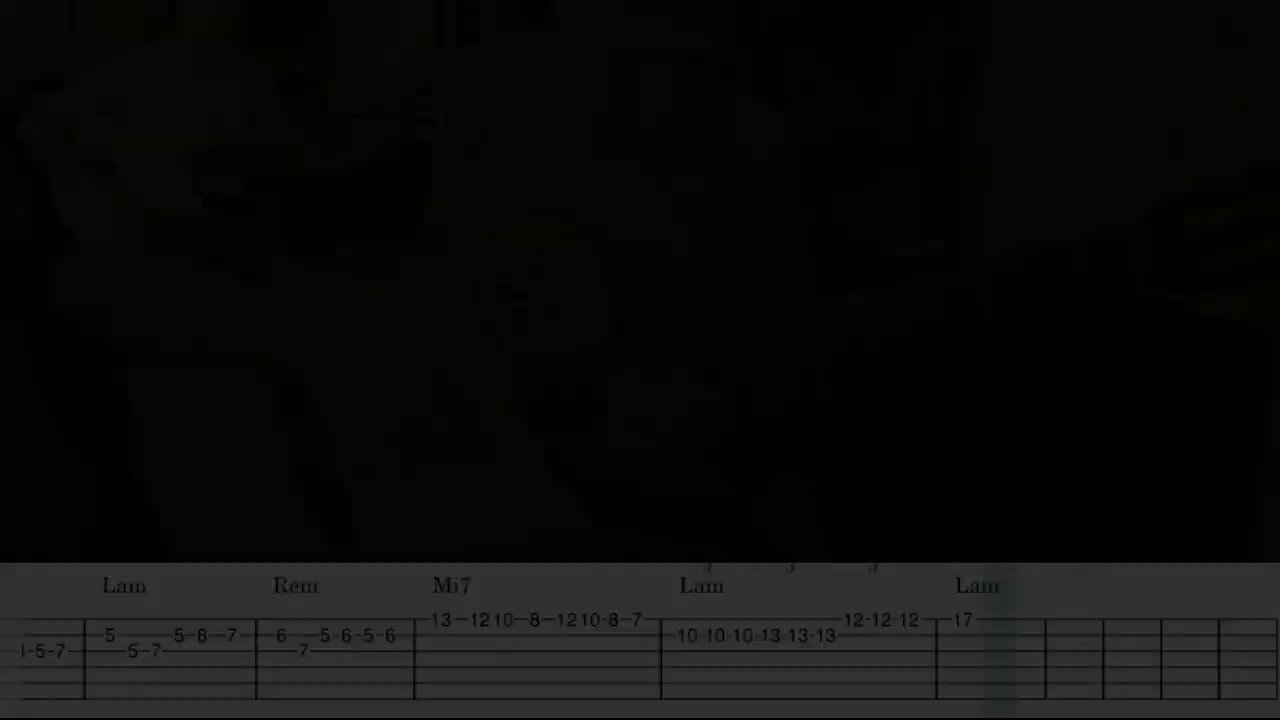 Lam Rem Mi7 Lam Lam
13-12 10-8-12 10-8-7 12-12-12 17
5 5-8-7 6 5-6-5-6 10-10-10-13-13-13
-5-7 5-7 7